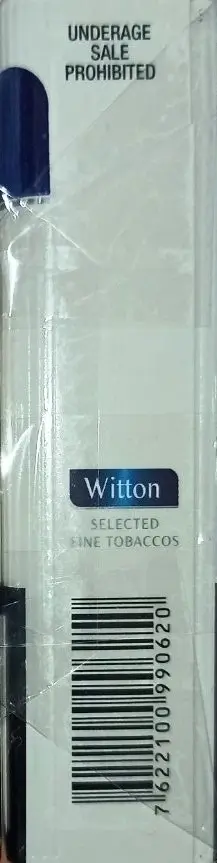 UNDERAGE
SALE
PROHIBITED
Witton
SELECTED
FINE TOBACCOS
7622100990620